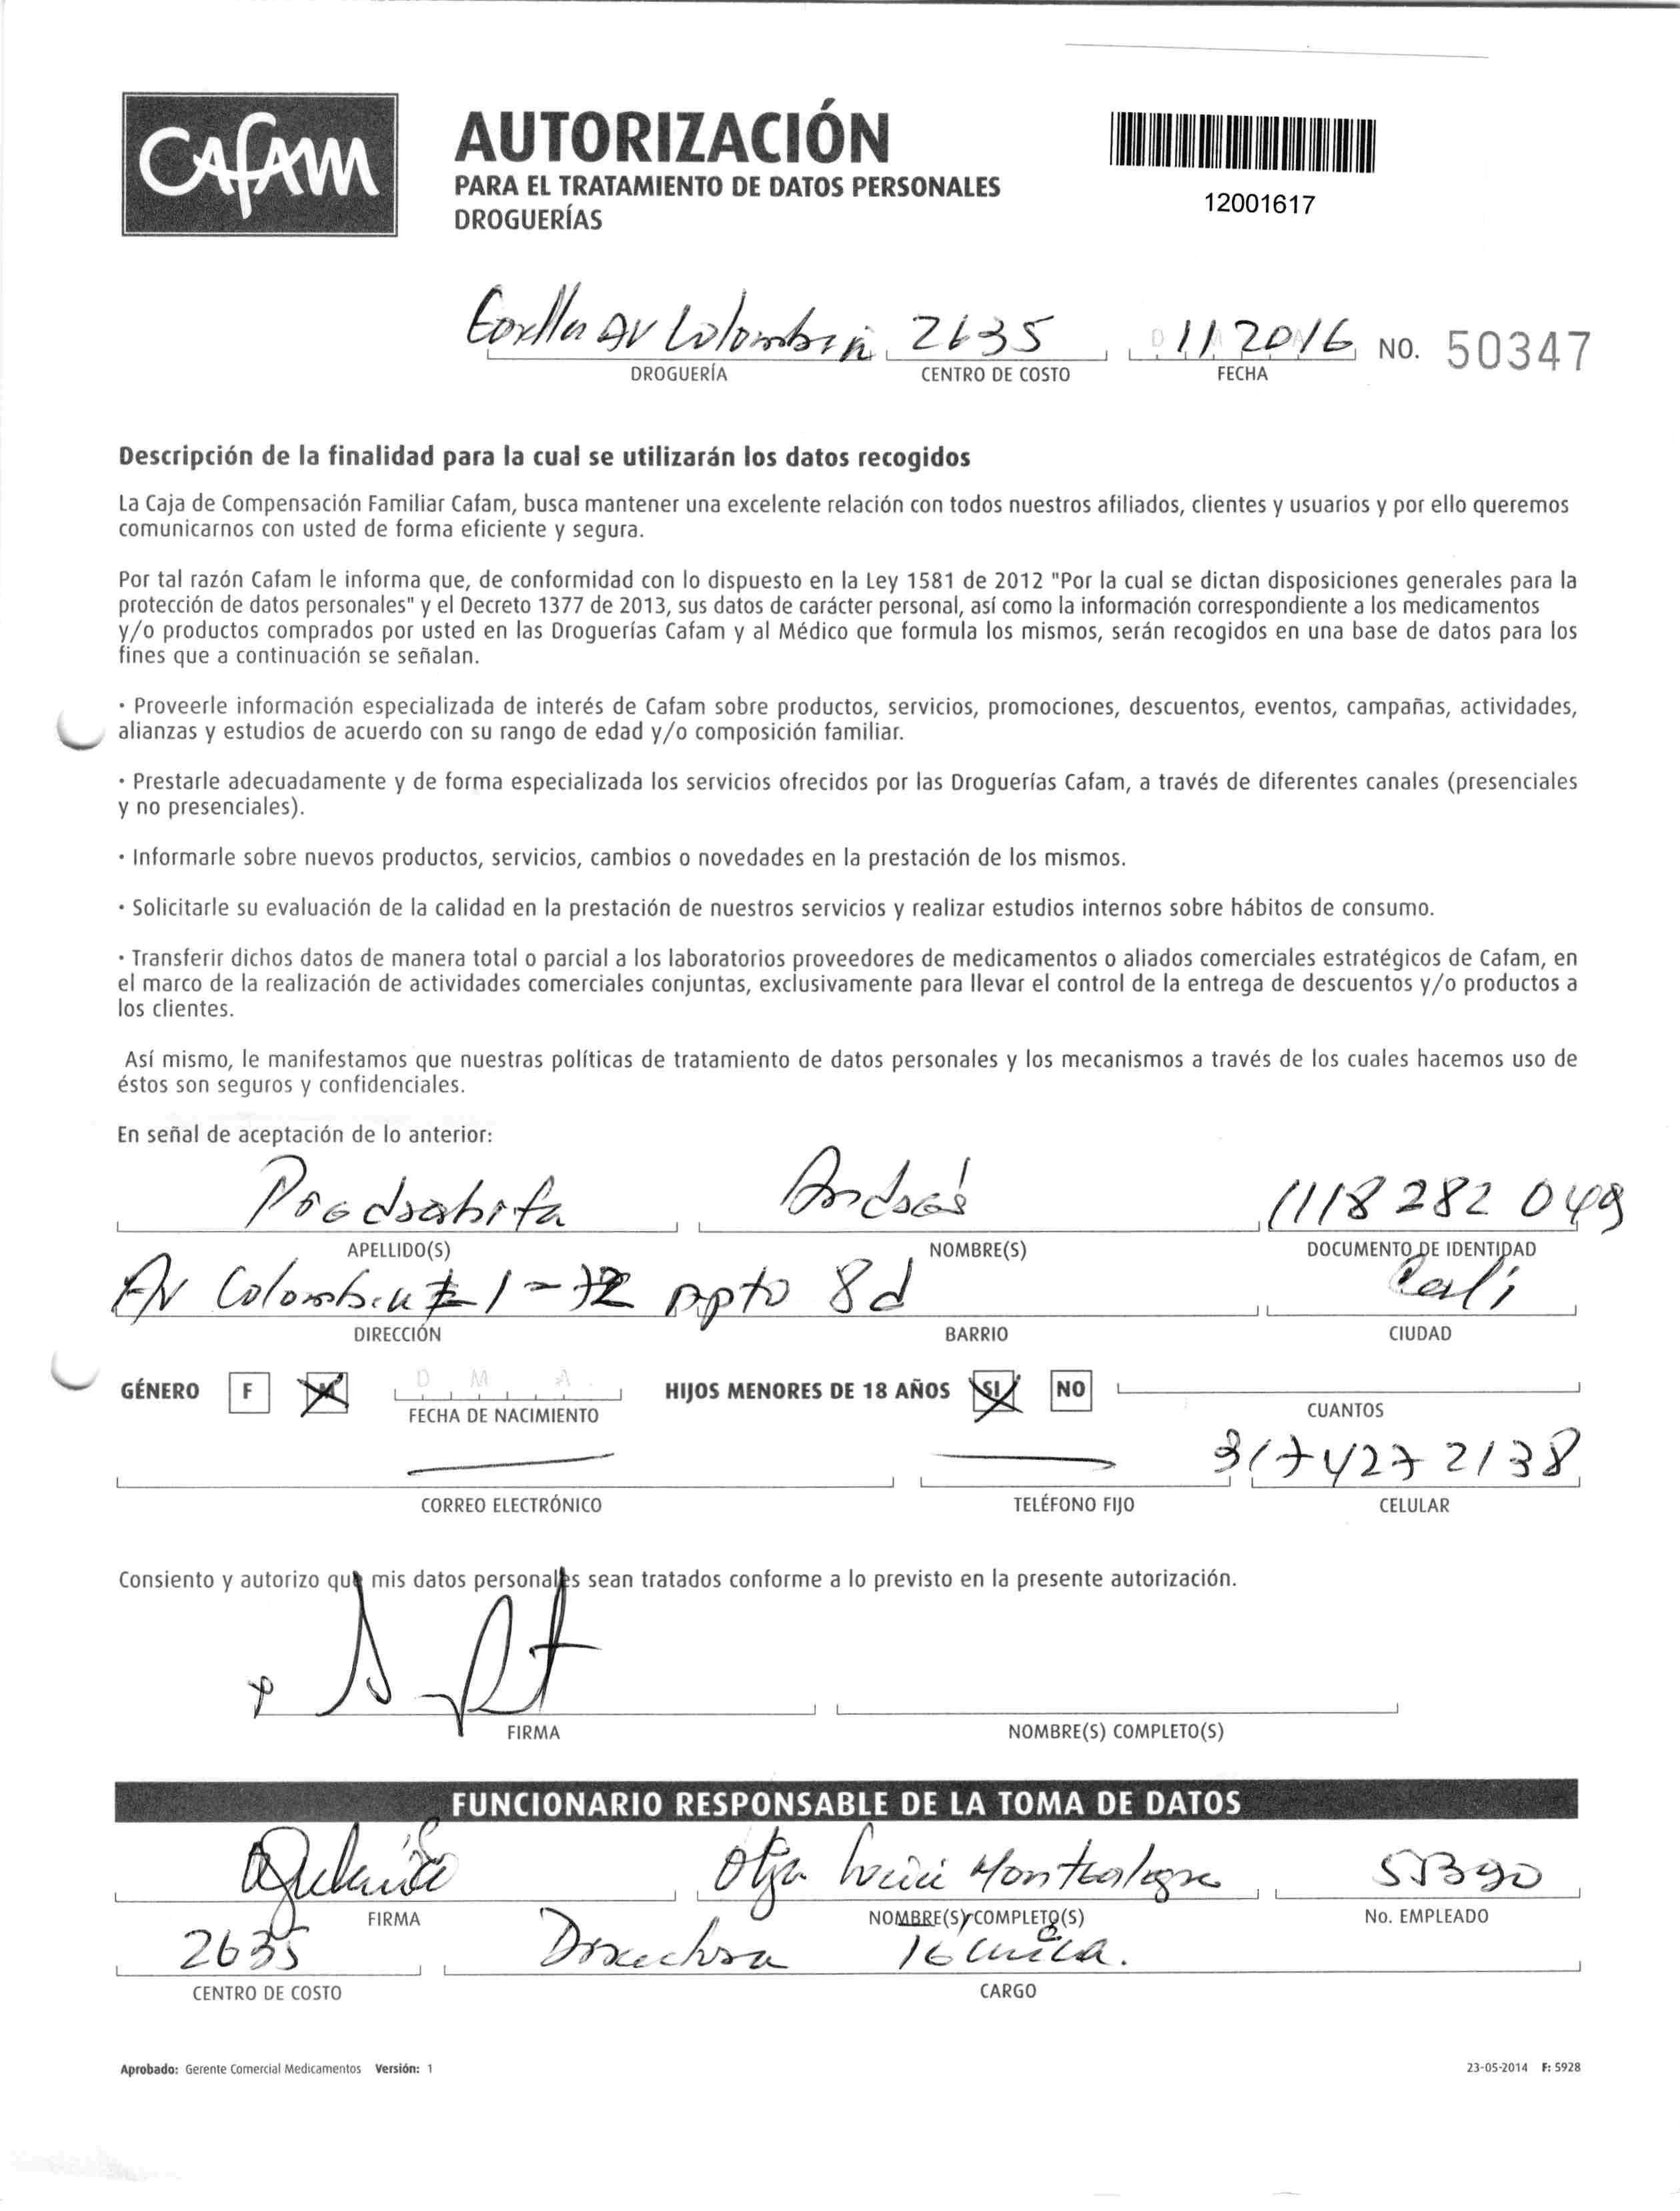 CAFAM
AUTORIZACIÓN
PARA EL TRATAMIENTO DE DATOS PERSONALES
DROGUERÍAS
12001617
AV Colombia 2635 11 2016 NO. 50347
DROGUERÍA CENTRO DE COSTO FECHA
Descripción de la finalidad para la cual se utilizarán los datos recogidos
La Caja de Compensación Familiar Cafam, busca mantener una excelente relación con todos nuestros afiliados, clientes y usuarios y por ello queremos
comunicarnos con usted de forma eficiente y segura.
Por tal razón Cafam le informa que, de conformidad con lo dispuesto en la Ley 1581 de 2012 "Por la cual se dictan disposiciones generales para la
protección de datos personales" y el Decreto 1377 de 2013, sus datos de carácter personal, así como la información correspondiente a los medicamentos
y/o productos comprados por usted en las Droguerías Cafam y al Médico que formula los mismos, serán recogidos en una base de datos para los
fines que a continuación se señalan.
· Proveerle información especializada de interés de Cafam sobre productos, servicios, promociones, descuentos, eventos, campañas, actividades,
alianzas y estudios de acuerdo con su rango de edad y/o composición familiar.
· Prestarle adecuadamente y de forma especializada los servicios ofrecidos por las Droguerías Cafam, a través de diferentes canales (presenciales
y no presenciales).
· Informarle sobre nuevos productos, servicios, cambios o novedades en la prestación de los mismos.
· Solicitarle su evaluación de la calidad en la prestación de nuestros servicios y realizar estudios internos sobre hábitos de consumo.
· Transferir dichos datos de manera total o parcial a los laboratorios proveedores de medicamentos o aliados comerciales estratégicos de Cafam, en
el marco de la realización de actividades comerciales conjuntas, exclusivamente para llevar el control de la entrega de descuentos y/o productos a
los clientes.
Así mismo, le manifestamos que nuestras políticas de tratamiento de datos personales y los mecanismos a través de los cuales hacemos uso de
éstos son seguros y confidenciales.
En señal de aceptación de lo anterior:
Piedrahita Andrés 1118 282 049
APELLIDO(S) NOMBRE(S) DOCUMENTO DE IDENTIDAD
AV Colombia # 1-72 Apto 8d Cali
DIRECCIÓN BARRIO CIUDAD
GÉNERO F M D M A HIJOS MENORES DE 18 AÑOS SI NO
FECHA DE NACIMIENTO CUANTOS
317 427 2138
CORREO ELECTRÓNICO TELÉFONO FIJO CELULAR
Consiento y autorizo que mis datos personales sean tratados conforme a lo previsto en la presente autorización.
FIRMA NOMBRE(S) COMPLETO(S)
FUNCIONARIO RESPONSABLE DE LA TOMA DE DATOS
Olga Lucia Montealegre 51390
FIRMA NOMBRE(S) COMPLETO(S) No. EMPLEADO
2635 Directora Técnica.
CENTRO DE COSTO CARGO
Aprobado: Gerente Comercial Medicamentos Versión: 1 23-05-2014 F: 5928